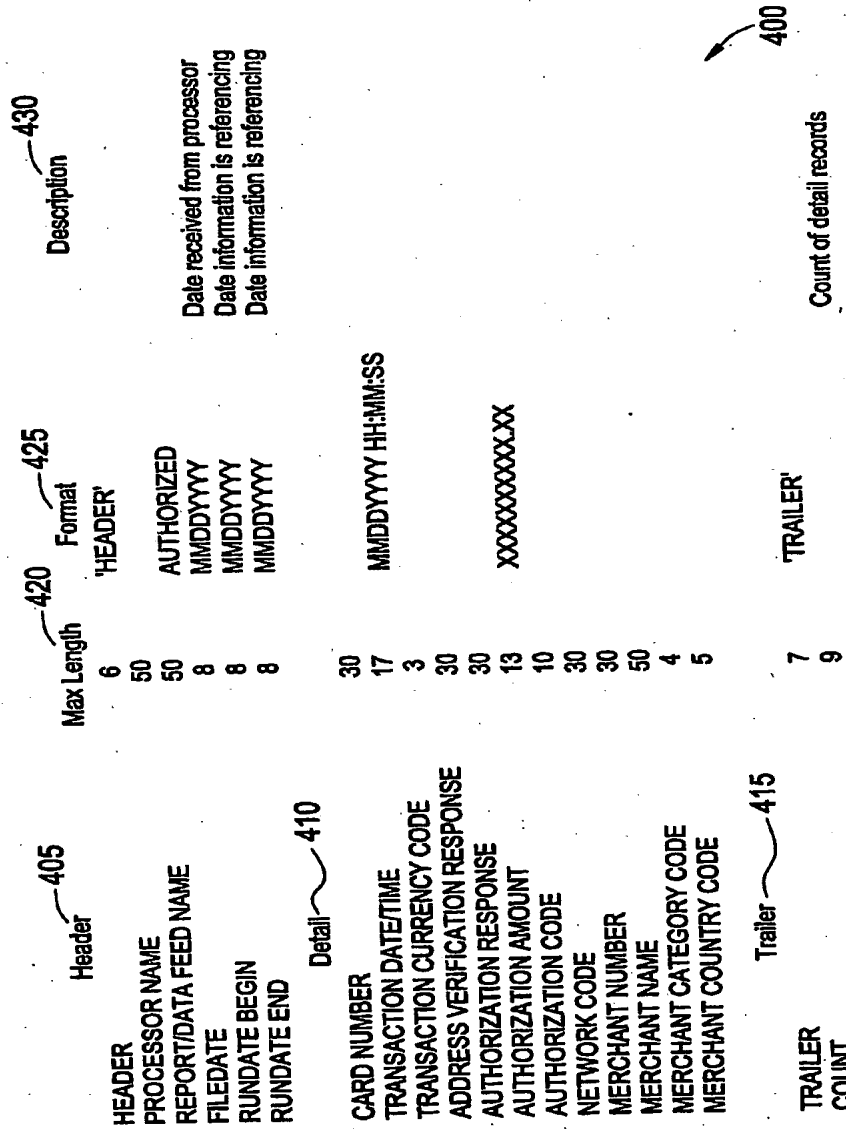 Header 405 Max Length 420 Format 425 Description 430
HEADER 6 'HEADER'
PROCESSOR NAME 50
REPORT/DATA FEED NAME 50 AUTHORIZED
FILEDATE 8 MMDDYYYY Date received from processor
RUNDATE BEGIN 8 MMDDYYYY Date information is referencing
RUNDATE END 8 MMDDYYYY Date information is referencing
Detail 410
CARD NUMBER 30
TRANSACTION DATE/TIME 17 MMDDYYYY HH:MM:SS
TRANSACTION CURRENCY CODE 3
ADDRESS VERIFICATION RESPONSE 30
AUTHORIZATION RESPONSE 30
AUTHORIZATION AMOUNT 13 XXXXXXXXXX.XX
AUTHORIZATION CODE 10
NETWORK CODE 30
MERCHANT NUMBER 30
MERCHANT NAME 50
MERCHANT CATEGORY CODE 4
MERCHANT COUNTRY CODE 5
Trailer 415
400
TRAILER 7 'TRAILER'
COUNT 9 Count of detail records